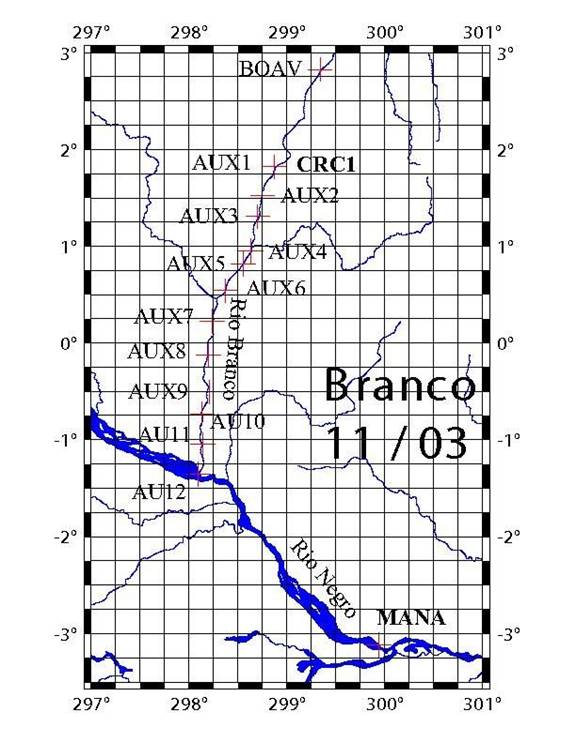 297° 298° 299° 300° 301°
3° 3°
BOAV
2° 2°
AUX1 CRC1
AUX2
AUX3
1° 1°
AUX4
AUX5
AUX6
Rio Branco
AUX7
0° 0°
AUX8
AUX9
Branco
AU10
AU11
-1° -1°
11 / 03
AU12
-2° -2°
Rio Negro
MANA
-3° -3°
297° 298° 299° 300° 301°